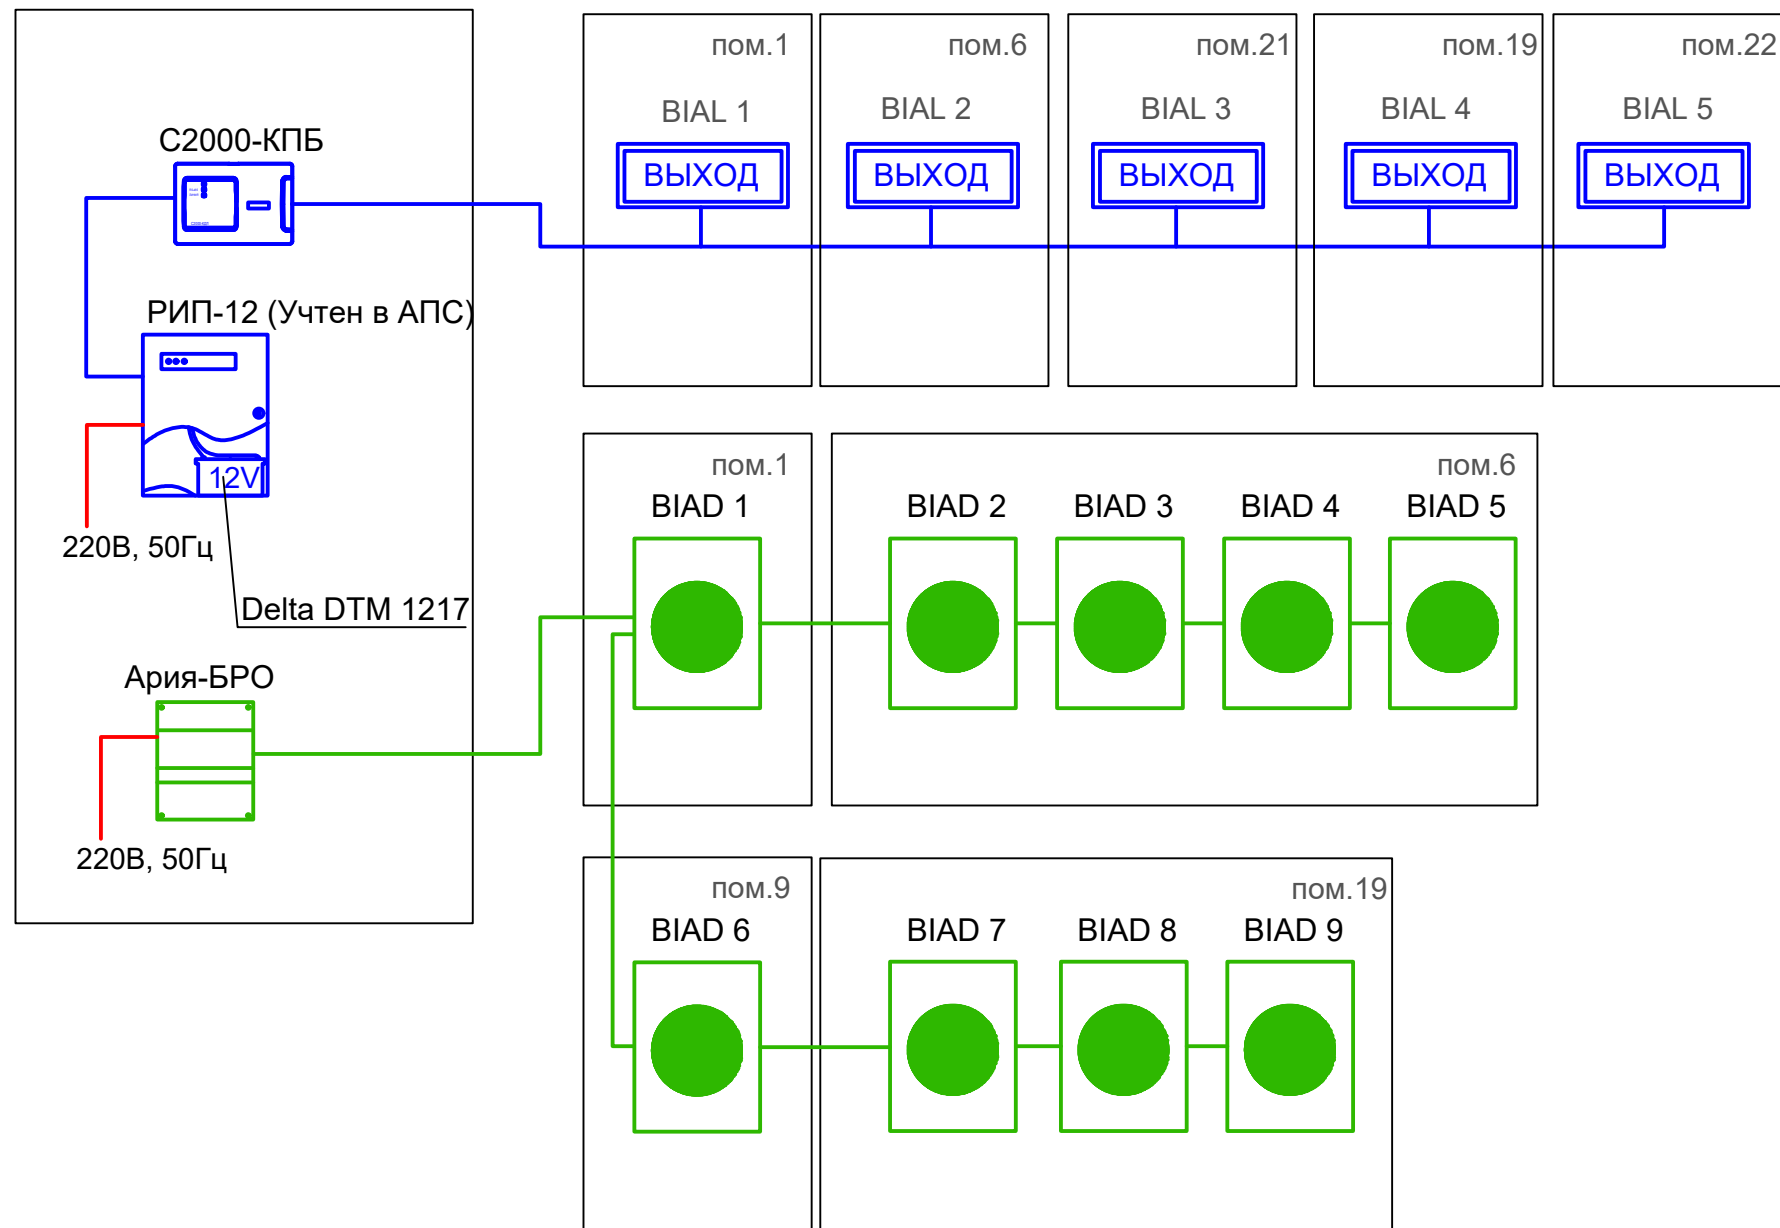 С2000-КПБ
РИП-12 (Учтен в АПС)
12V
220В, 50Гц
Delta DTM 1217
Ария-БРО
220В, 50Гц
пом.1
BIAL 1
ВЫХОД
пом.6
BIAL 2
ВЫХОД
пом.21
BIAL 3
ВЫХОД
пом.19
BIAL 4
ВЫХОД
пом.22
BIAL 5
ВЫХОД
пом.1
BIAD 1
пом.6
BIAD 2
BIAD 3
BIAD 4
BIAD 5
пом.9
BIAD 6
пом.19
BIAD 7
BIAD 8
BIAD 9